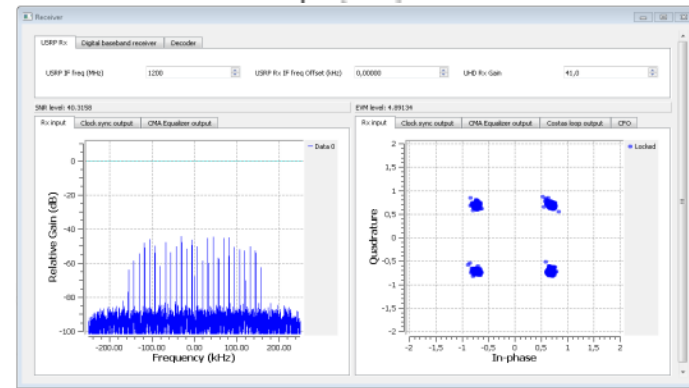 Receiver
USRP Rx Digital baseband receiver Decoder
USRP IF freq (MHz) 1200 USRP Rx IF freq Offset (kHz) 0,00000 UHD Rx Gain 41,0
SNR level: 40.3158 EVM level: 4.89134
Rx input Clock sync output CMA Equalizer output
Data 0
0
-20
-40
-60
-80
-100
Relative Gain (dB)
-200.00 -100.00 0.00 100.00 200.00
Frequency (kHz)
Rx input Clock sync output CMA Equalizer output Costas loop output CFO
Locked
2
1
0,5
0
-0,5
-1
-2
Quadrature
-2 -1,5 -1 -0,5 0 0,5 1 1,5 2
In-phase